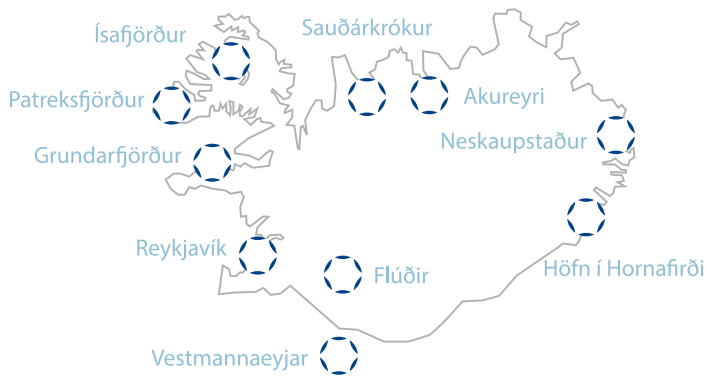 Ísafjörður
Sauðárkrókur
Patreksfjörður
Akureyri
Neskaupstaður
Grundarfjörður
Reykjavík
Flúðir
Höfn í Hornafirði
Vestmannaeyjar